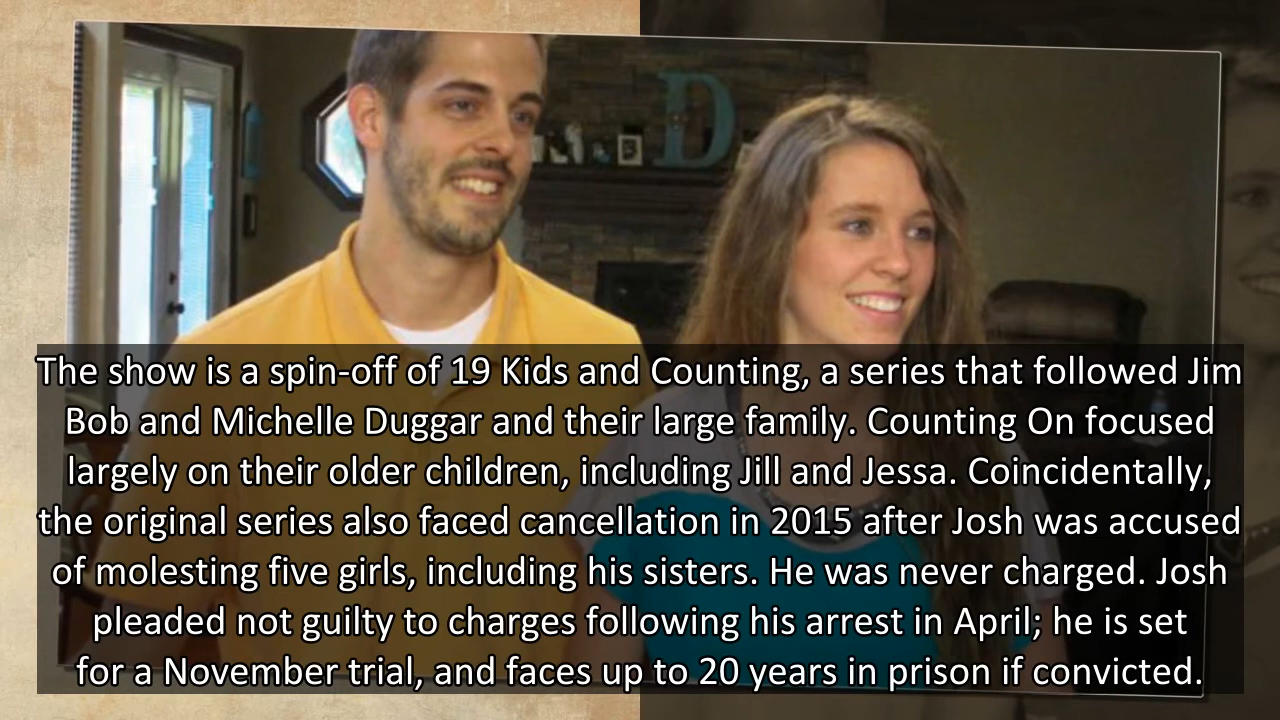 D
The show is a spin-off of 19 Kids and Counting, a series that followed Jim
Bob and Michelle Duggar and their large family. Counting On focused
largely on their older children, including Jill and Jessa. Coincidentally,
the original series also faced cancellation in 2015 after Josh was accused
of molesting five girls, including his sisters. He was never charged. Josh
pleaded not guilty to charges following his arrest in April; he is set
for a November trial, and faces up to 20 years in prison if convicted.